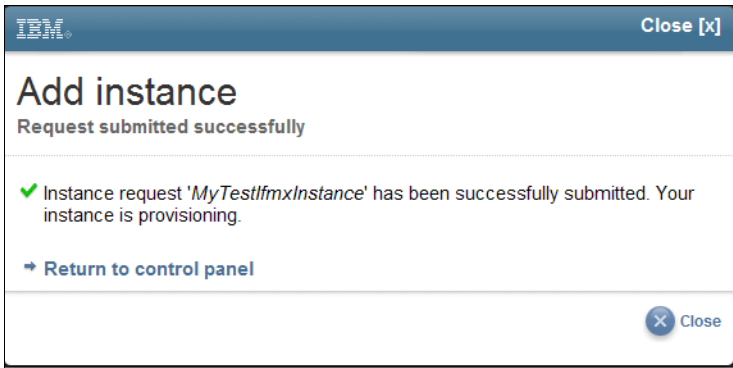 IBM®
Close [x]
Add instance
Request submitted successfully
Instance request 'MyTestIfmxInstance' has been successfully submitted. Your
instance is provisioning.
Return to control panel
Close